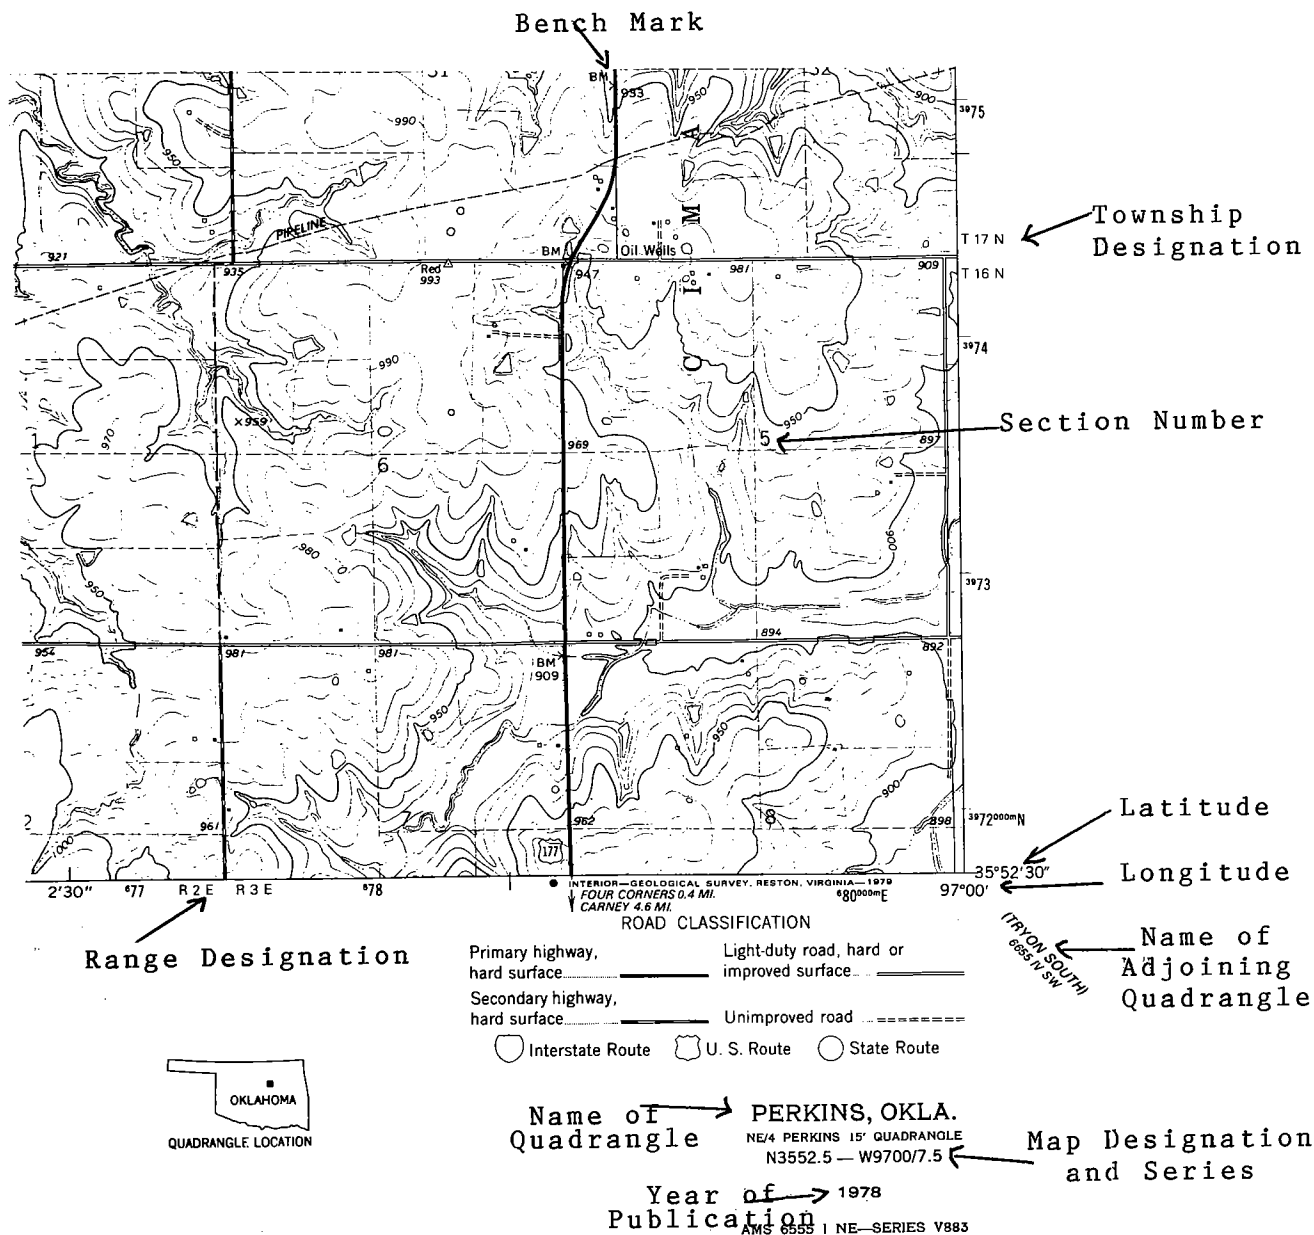 Bench Mark
31
32
BM
933
950
900
3975
990
950
A
M
I
C
PIPELINE
Township
Designation
T 17 N
T 16 N
921
935
Red
993
BM
947
Oil Wells
981
909
3974
990
×959
970
1
6
969
5
950
897
Section Number
980
900
950
3973
954
981
981
BM
909
894
892
950
950
900
2
961
962
8
898
3972000mN
Latitude
177
35°52'30"
Longitude
2'30"
677
R 2 E
R 3 E
678
INTERIOR—GEOLOGICAL SURVEY, RESTON, VIRGINIA—1979
680000mE
97°00'
FOUR CORNERS 0.4 MI.
CARNEY 4.6 MI.
Range Designation
ROAD CLASSIFICATION
Primary highway,
hard surface
Light-duty road, hard or
improved surface
Secondary highway,
hard surface
Unimproved road
Interstate Route
U. S. Route
State Route
(TRYON SOUTH)
6655 IV SW
Name of
Adjoining
Quadrangle
OKLAHOMA
QUADRANGLE LOCATION
Name of
Quadrangle
PERKINS, OKLA.
NE/4 PERKINS 15' QUADRANGLE
N3552.5 — W9700/7.5
Map Designation
and Series
Year of
Publication
1978
AMS 6555 I NE—SERIES V883